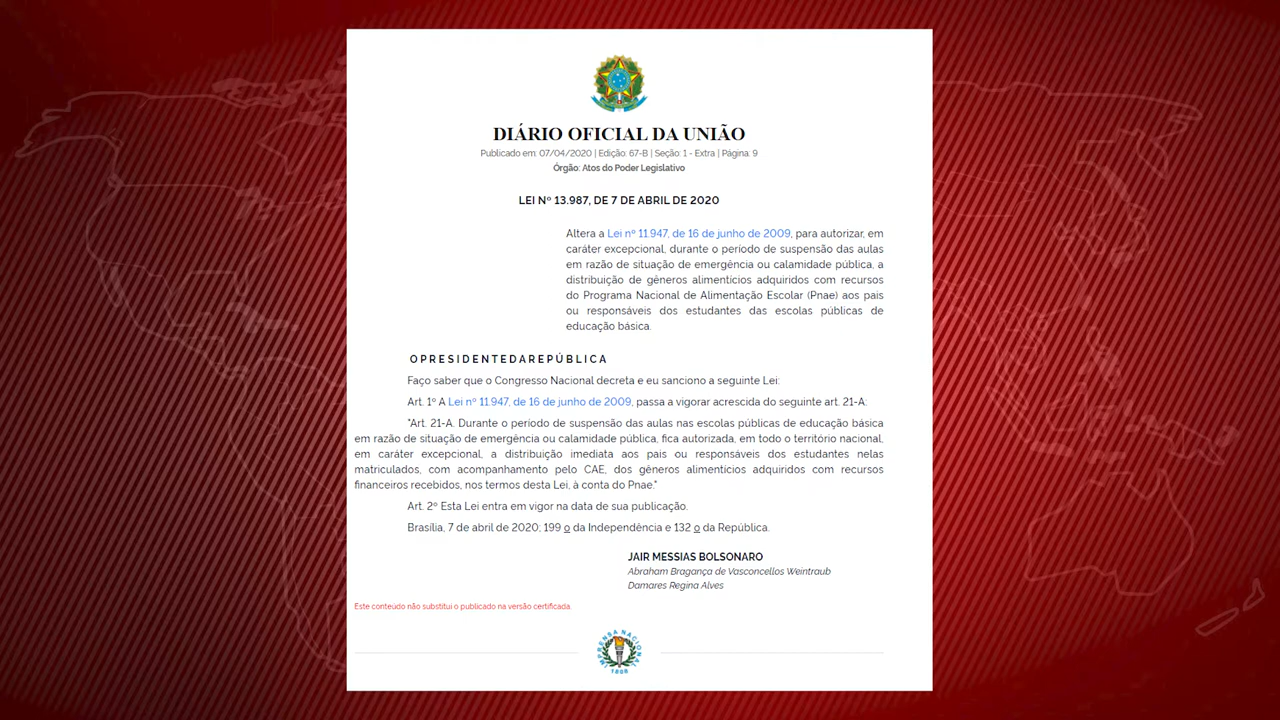 DIÁRIO OFICIAL DA UNIÃO
Publicado em: 07/04/2020 | Edição: 67-B | Seção: 1 - Extra | Página: 9
Órgão: Atos do Poder Legislativo
LEI Nº 13.987, DE 7 DE ABRIL DE 2020
Altera a Lei nº 11.947, de 16 de junho de 2009, para autorizar, em
caráter excepcional, durante o período de suspensão das aulas
em razão de situação de emergência ou calamidade pública, a
distribuição de gêneros alimentícios adquiridos com recursos
do Programa Nacional de Alimentação Escolar (Pnae) aos pais
ou responsáveis dos estudantes das escolas públicas de
educação básica.
O P R E S I D E N T E D A R E P Ú B L I C A
Faço saber que o Congresso Nacional decreta e eu sanciono a seguinte Lei:
Art. 1º A Lei nº 11.947, de 16 de junho de 2009, passa a vigorar acrescida do seguinte art. 21-A:
"Art. 21-A. Durante o período de suspensão das aulas nas escolas públicas de educação básica
em razão de situação de emergência ou calamidade pública, fica autorizada, em todo o território nacional,
em caráter excepcional, a distribuição imediata aos pais ou responsáveis dos estudantes nelas
matriculados, com acompanhamento pelo CAE, dos gêneros alimentícios adquiridos com recursos
financeiros recebidos, nos termos desta Lei, à conta do Pnae."
Art. 2º Esta Lei entra em vigor na data de sua publicação.
Brasília, 7 de abril de 2020; 199 o da Independência e 132 o da República.
JAIR MESSIAS BOLSONARO
Abraham Bragança de Vasconcellos Weintraub
Damares Regina Alves
Este conteúdo não substitui o publicado na versão certificada.
IMPRENSA NACIONAL
1808